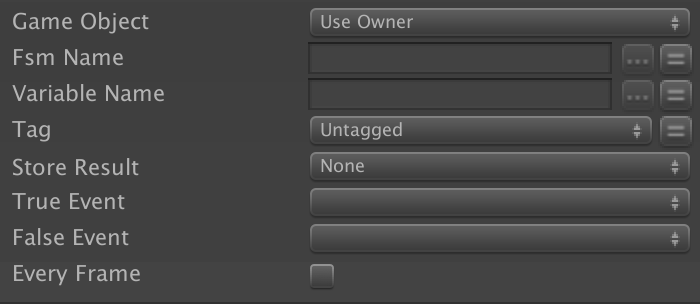 Game Object Use Owner
Fsm Name
Variable Name
Tag Untagged
Store Result None
True Event
False Event
Every Frame